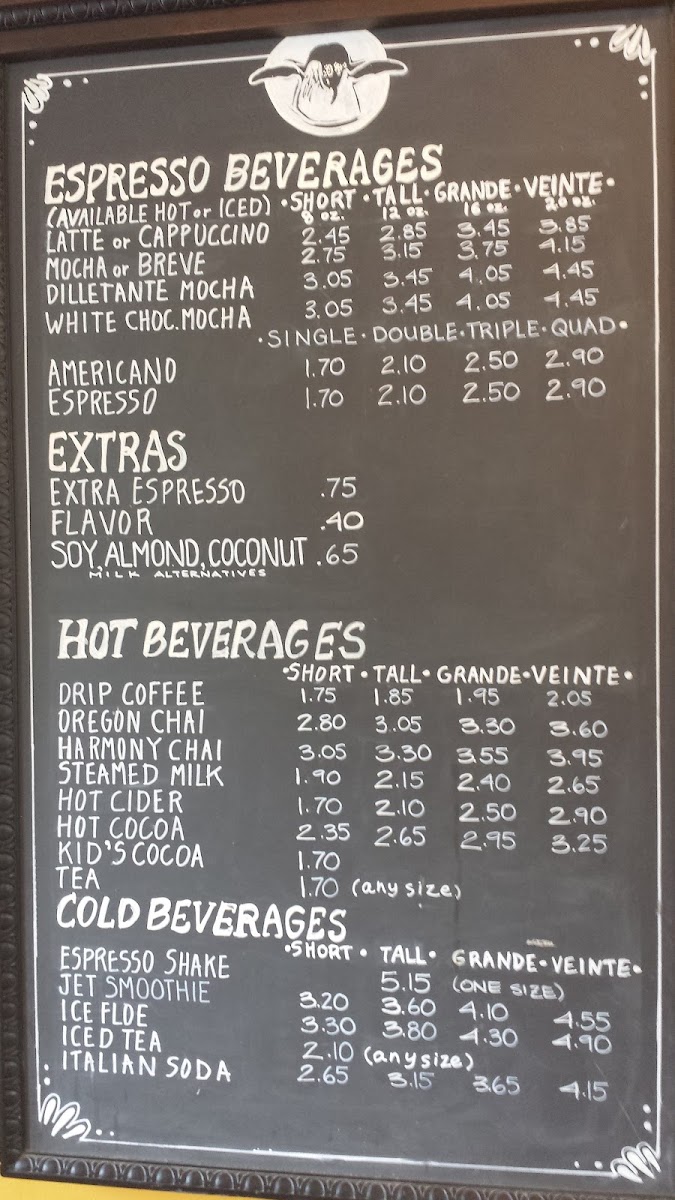 ESPRESSO BEVERAGES
(AVAILABLE HOT or ICED) • SHORT • TALL • GRANDE • VEINTE •
8 oz. 12 oz. 16 oz. 20 oz.
LATTE or CAPPUCCINO 2.45 2.85 3.45 3.85
MOCHA or BREVE 2.75 3.15 3.75 4.15
DILLETANTE MOCHA 3.05 3.45 4.05 4.45
WHITE CHOC. MOCHA 3.05 3.45 4.05 4.45
• SINGLE • DOUBLE • TRIPLE • QUAD •
AMERICANO 1.70 2.10 2.50 2.90
ESPRESSO 1.70 2.10 2.50 2.90
EXTRAS
EXTRA ESPRESSO .75
FLAVOR .40
SOY, ALMOND, COCONUT .65
MILK ALTERNATIVES
HOT BEVERAGES
• SHORT • TALL • GRANDE • VEINTE •
DRIP COFFEE 1.75 1.85 1.95 2.05
OREGON CHAI 2.80 3.05 3.30 3.60
HARMONY CHAI 3.05 3.30 3.55 3.95
STEAMED MILK 1.90 2.15 2.40 2.65
HOT CIDER 1.70 2.10 2.50 2.90
HOT COCOA 2.35 2.65 2.95 3.25
KID'S COCOA 1.70
TEA 1.70 (any size)
COLD BEVERAGES
• SHORT • TALL • GRANDE • VEINTE •
ESPRESSO SHAKE 5.15 (ONE SIZE)
JET SMOOTHIE 3.20 3.60 4.10 4.55
ICE FLOE 3.30 3.80 4.30 4.90
ICED TEA 2.10 (any size)
ITALIAN SODA 2.65 3.15 3.65 4.15